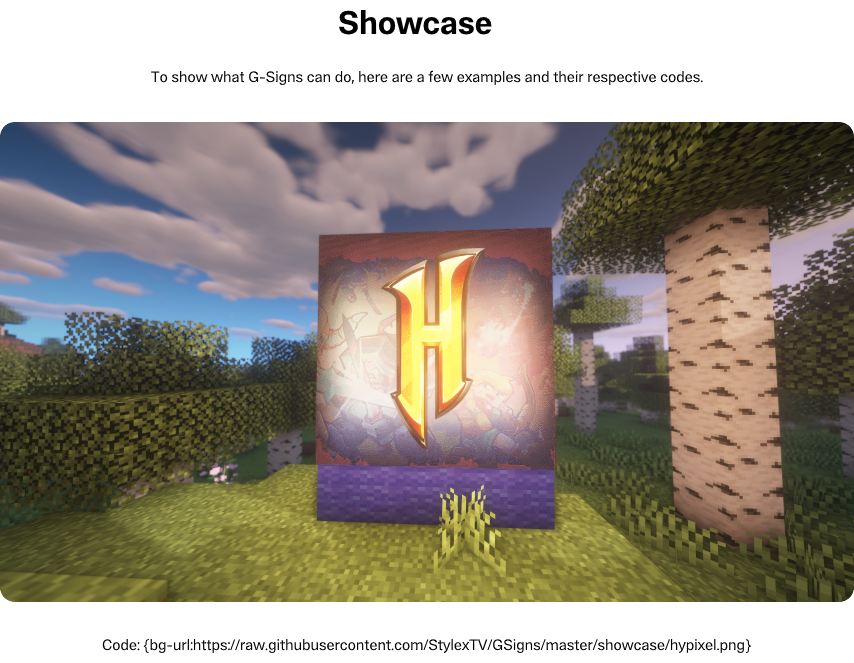 Showcase
To show what G-Signs can do, here are a few examples and their respective codes.
H
Code: {bg-url:https://raw.githubusercontent.com/StylexTV/GSigns/master/showcase/hypixel.png}